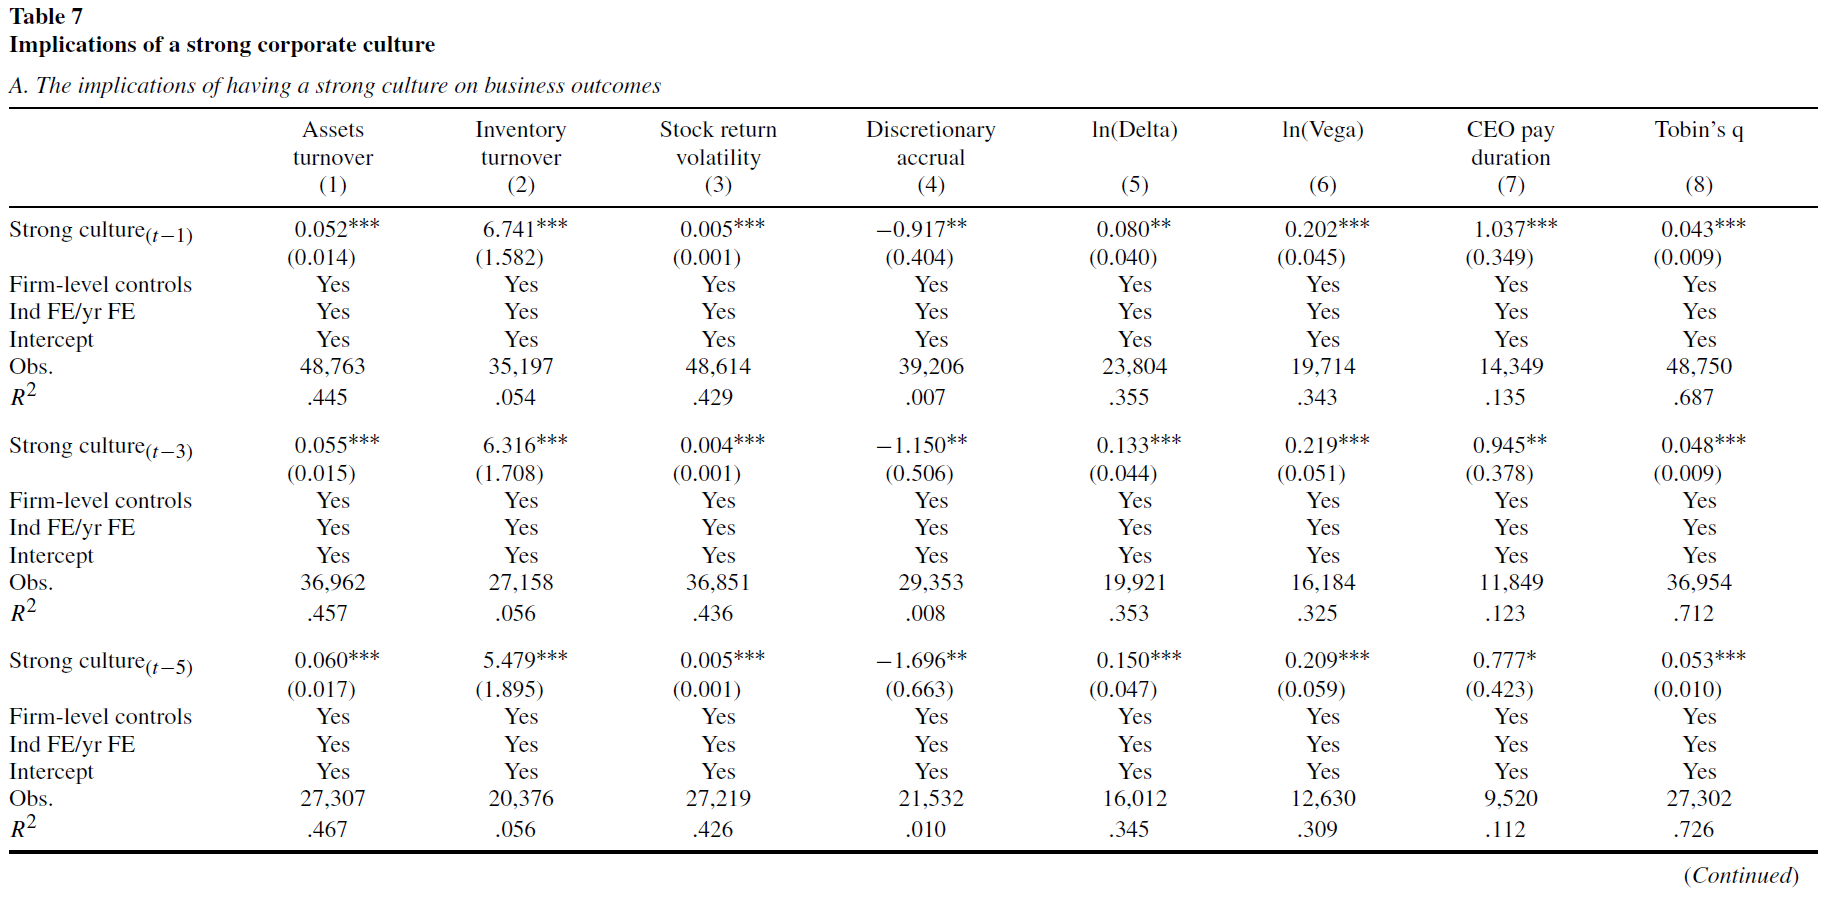 Table 7
Implications of a strong corporate culture
A. The implications of having a strong culture on business outcomes
Assets Inventory Stock return Discretionary ln(Delta) ln(Vega) CEO pay Tobin's q
turnover turnover volatility accrual duration
(1) (2) (3) (4) (5) (6) (7) (8)
Strong culture(t−1) 0.052*** 6.741*** 0.005*** −0.917** 0.080** 0.202*** 1.037*** 0.043***
(0.014) (1.582) (0.001) (0.404) (0.040) (0.045) (0.349) (0.009)
Firm-level controls Yes Yes Yes Yes Yes Yes Yes Yes
Ind FE/yr FE Yes Yes Yes Yes Yes Yes Yes Yes
Intercept Yes Yes Yes Yes Yes Yes Yes Yes
Obs. 48,763 35,197 48,614 39,206 23,804 19,714 14,349 48,750
R2 .445 .054 .429 .007 .355 .343 .135 .687
Strong culture(t−3) 0.055*** 6.316*** 0.004*** −1.150** 0.133*** 0.219*** 0.945** 0.048***
(0.015) (1.708) (0.001) (0.506) (0.044) (0.051) (0.378) (0.009)
Firm-level controls Yes Yes Yes Yes Yes Yes Yes Yes
Ind FE/yr FE Yes Yes Yes Yes Yes Yes Yes Yes
Intercept Yes Yes Yes Yes Yes Yes Yes Yes
Obs. 36,962 27,158 36,851 29,353 19,921 16,184 11,849 36,954
R2 .457 .056 .436 .008 .353 .325 .123 .712
Strong culture(t−5) 0.060*** 5.479*** 0.005*** −1.696** 0.150*** 0.209*** 0.777* 0.053***
(0.017) (1.895) (0.001) (0.663) (0.047) (0.059) (0.423) (0.010)
Firm-level controls Yes Yes Yes Yes Yes Yes Yes Yes
Ind FE/yr FE Yes Yes Yes Yes Yes Yes Yes Yes
Intercept Yes Yes Yes Yes Yes Yes Yes Yes
Obs. 27,307 20,376 27,219 21,532 16,012 12,630 9,520 27,302
R2 .467 .056 .426 .010 .345 .309 .112 .726
(Continued)